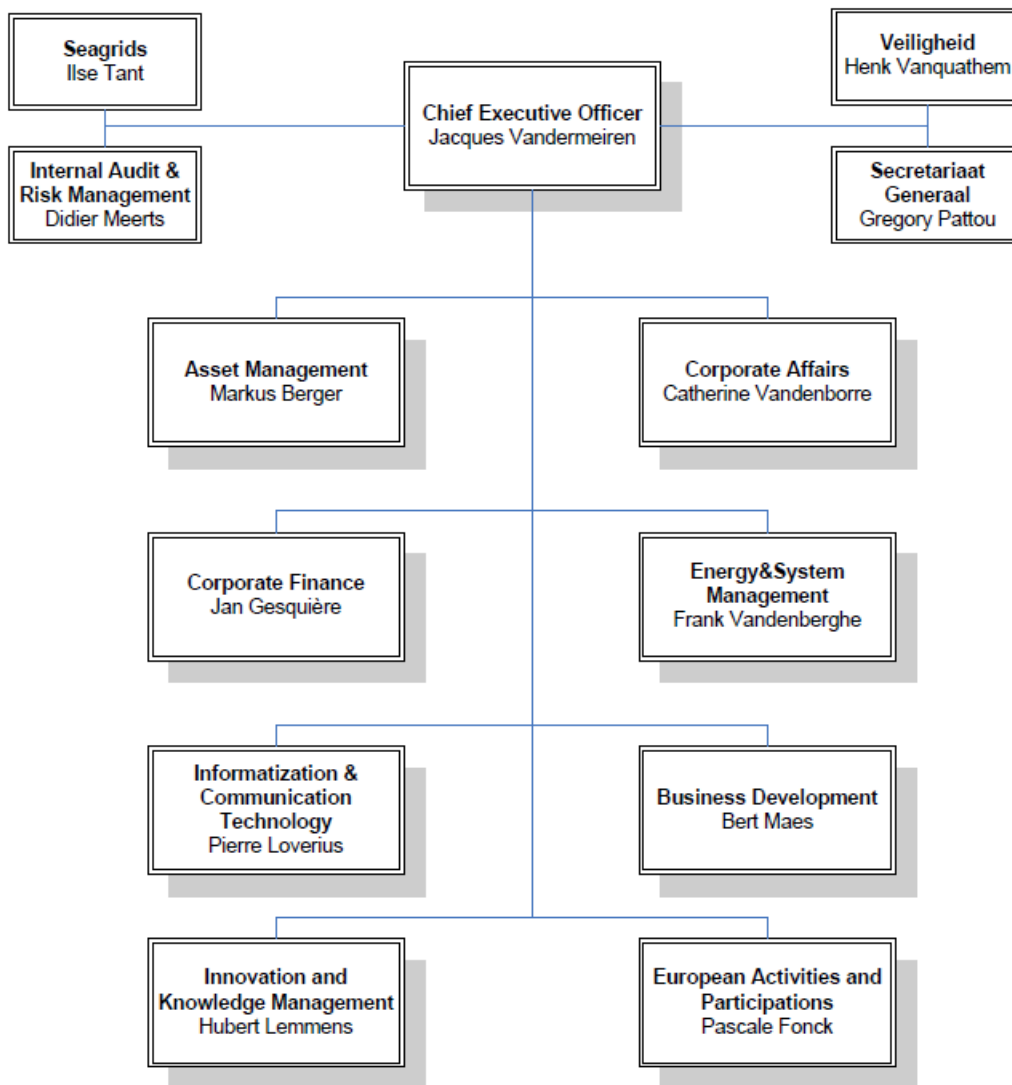 Seagrids
Ilse Tant
Veiligheid
Henk Vanquathem
Chief Executive Officer
Jacques Vandermeiren
Internal Audit &
Risk Management
Didier Meerts
Secretariaat
Generaal
Gregory Pattou
Asset Management
Markus Berger
Corporate Affairs
Catherine Vandenborre
Corporate Finance
Jan Gesquière
Energy&System
Management
Frank Vandenberghe
Informatization &
Communication
Technology
Pierre Loverius
Business Development
Bert Maes
Innovation and
Knowledge Management
Hubert Lemmens
European Activities and
Participations
Pascale Fonck